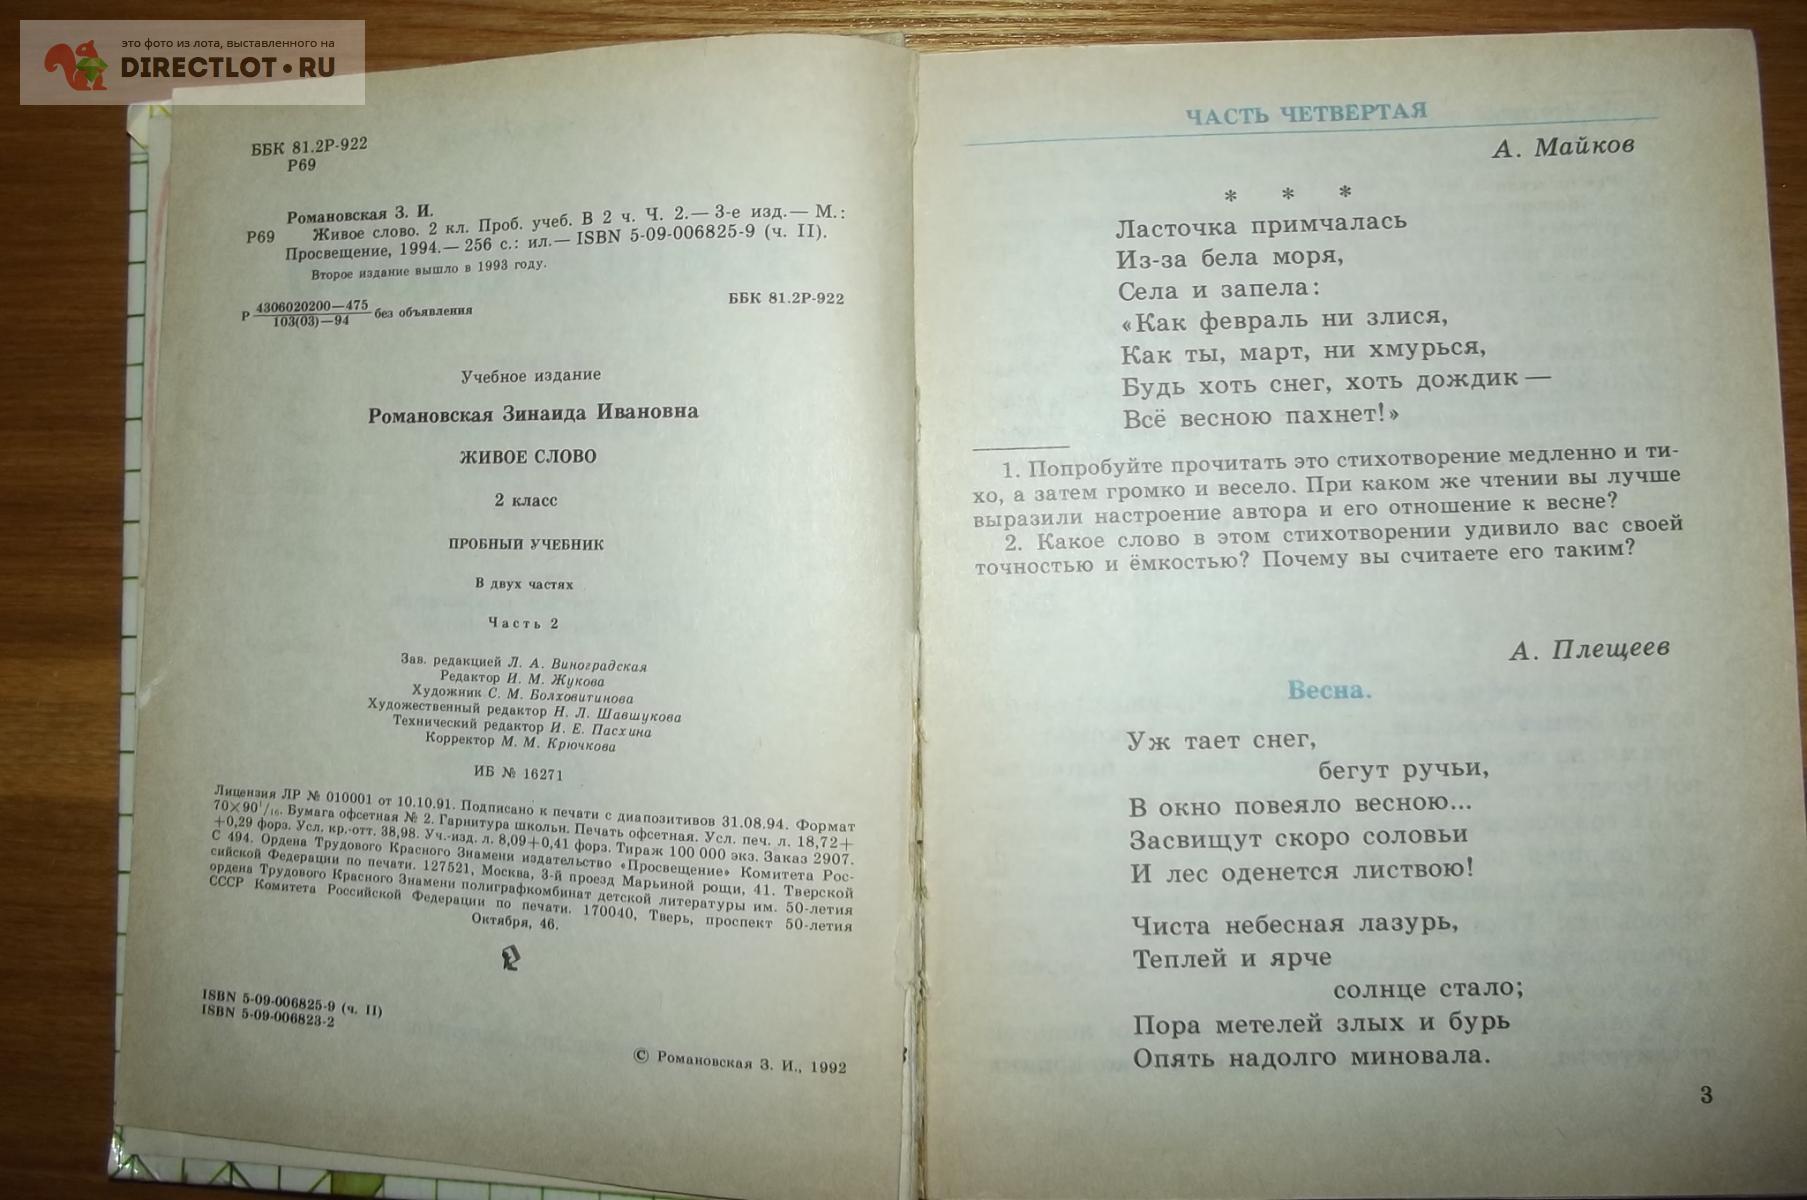 это фото из лота, выставленного на
DIRECTLOT • RU
ББК 81.2Р-922
Р69
Романовская З. И.
Р69 Живое слово. 2 кл. Проб. учеб. В 2 ч. Ч. 2.— 3-е изд.— М.:
Просвещение, 1994.— 256 с.: ил.— ISBN 5-09-006825-9 (ч. II).
Второе издание вышло в 1993 году.
Р 4306020200—475 без объявления
103(03)—94
ББК 81.2Р-922
Учебное издание
Романовская Зинаида Ивановна
ЖИВОЕ СЛОВО
2 класс
ПРОБНЫЙ УЧЕБНИК
В двух частях
Часть 2
Зав. редакцией Л. А. Виноградская
Редактор И. М. Жукова
Художник С. М. Болховитинова
Художественный редактор Н. Л. Шавшукова
Технический редактор И. Е. Пасхина
Корректор М. М. Крючкова
ИБ № 16271
Лицензия ЛР № 010001 от 10.10.91. Подписано к печати с диапозитивов 31.08.94. Формат
70×90¹/₁₆. Бумага офсетная № 2. Гарнитура школьн. Печать офсетная. Усл. печ. л. 18,72+
+0,29 форз. Усл. кр.-отт. 38,98. Уч.-изд. л. 8,09+0,41 форз. Тираж 100 000 экз. Заказ 2907.
С 494. Ордена Трудового Красного Знамени издательство «Просвещение» Комитета Рос-
сийской Федерации по печати. 127521, Москва, 3-й проезд Марьиной рощи, 41. Тверской
ордена Трудового Красного Знамени полиграфкомбинат детской литературы им. 50-летия
СССР Комитета Российской Федерации по печати. 170040, Тверь, проспект 50-летия
Октября, 46.
ISBN 5-09-006825-9 (ч. II)
ISBN 5-09-006823-2
© Романовская З. И., 1992
ЧАСТЬ ЧЕТВЕРТАЯ
А. Майков
* * *
Ласточка примчалась
Из-за бела моря,
Села и запела:
«Как февраль ни злися,
Как ты, март, ни хмурься,
Будь хоть снег, хоть дождик —
Всё весною пахнет!»
1. Попробуйте прочитать это стихотворение медленно и ти-
хо, а затем громко и весело. При каком же чтении вы лучше
выразили настроение автора и его отношение к весне?
2. Какое слово в этом стихотворении удивило вас своей
точностью и ёмкостью? Почему вы считаете его таким?
А. Плещеев
Весна.
Уж тает снег,
бегут ручьи,
В окно повеяло весною...
Засвищут скоро соловьи
И лес оденется листвою!
Чиста небесная лазурь,
Теплей и ярче
солнце стало;
Пора метелей злых и бурь
Опять надолго миновала.
3